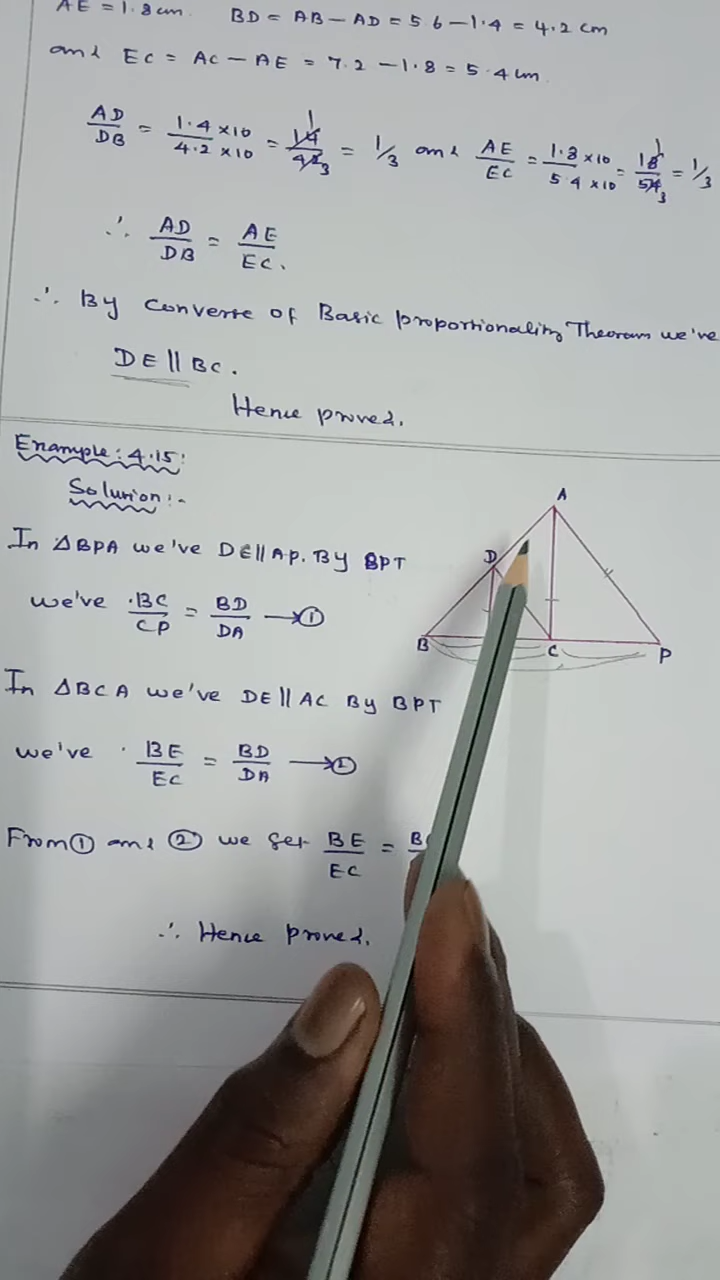 AE = 1.8 cm. BD = AB - AD = 5.6 - 1.4 = 4.2 cm
and EC = AC - AE = 7.2 - 1.8 = 5.4 cm.
AD/DB = 1.4 × 10/4.2 × 10 = 14/42 = 1/3 and AE/EC = 1.8 × 10/5.4 × 10 = 18/54 = 1/3
∴ AD/DB = AE/EC.
∴ By Converse of Basic proportionality Theorem we've
DE || BC.
Hence proved.
Example: 4.15:
Solution:-
In ΔBPA we've DC || AP. By BPT
we've BC/CP = BD/DA → ①
In ΔBCA we've DE || AC By BPT
we've BE/EC = BD/DA → ②
From ① and ② we get BE/EC =
∴ Hence proved.
A
D
B
C
P